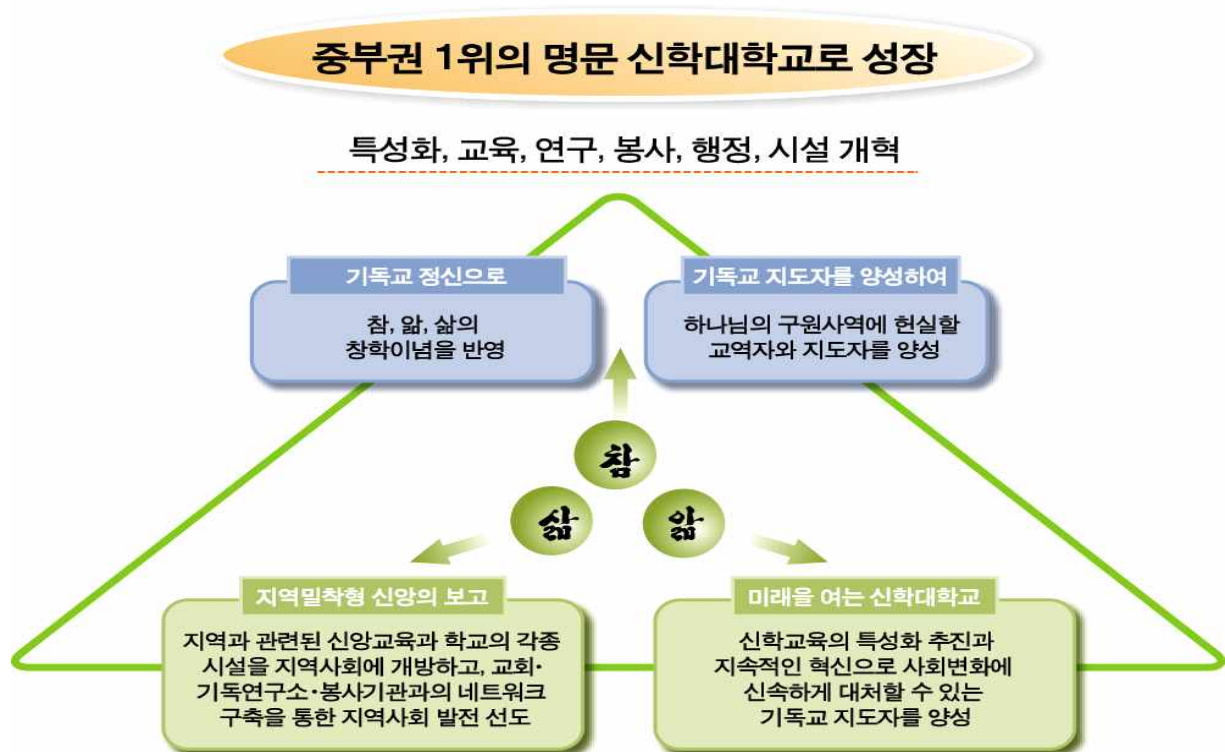 중부권 1위의 명문 신학대학교로 성장
특성화, 교육, 연구, 봉사, 행정, 시설 개혁
기독교 정신으로
참, 앎, 삶의
창학이념을 반영
기독교 지도자를 양성하여
하나님의 구원사역에 헌실할
교역자와 지도자를 양성
참
삶
앎
지역밀착형 신앙의 보고
지역과 관련된 신앙교육과 학교의 각종
시설을 지역사회에 개방하고, 교회·
기독연구소·봉사기관과의 네트워크
구축을 통한 지역사회 발전 선도
미래을 여는 신학대학교
신학교육의 특성화 추진과
지속적인 혁신으로 사회변화에
신속하게 대처할 수 있는
기독교 지도자를 양성